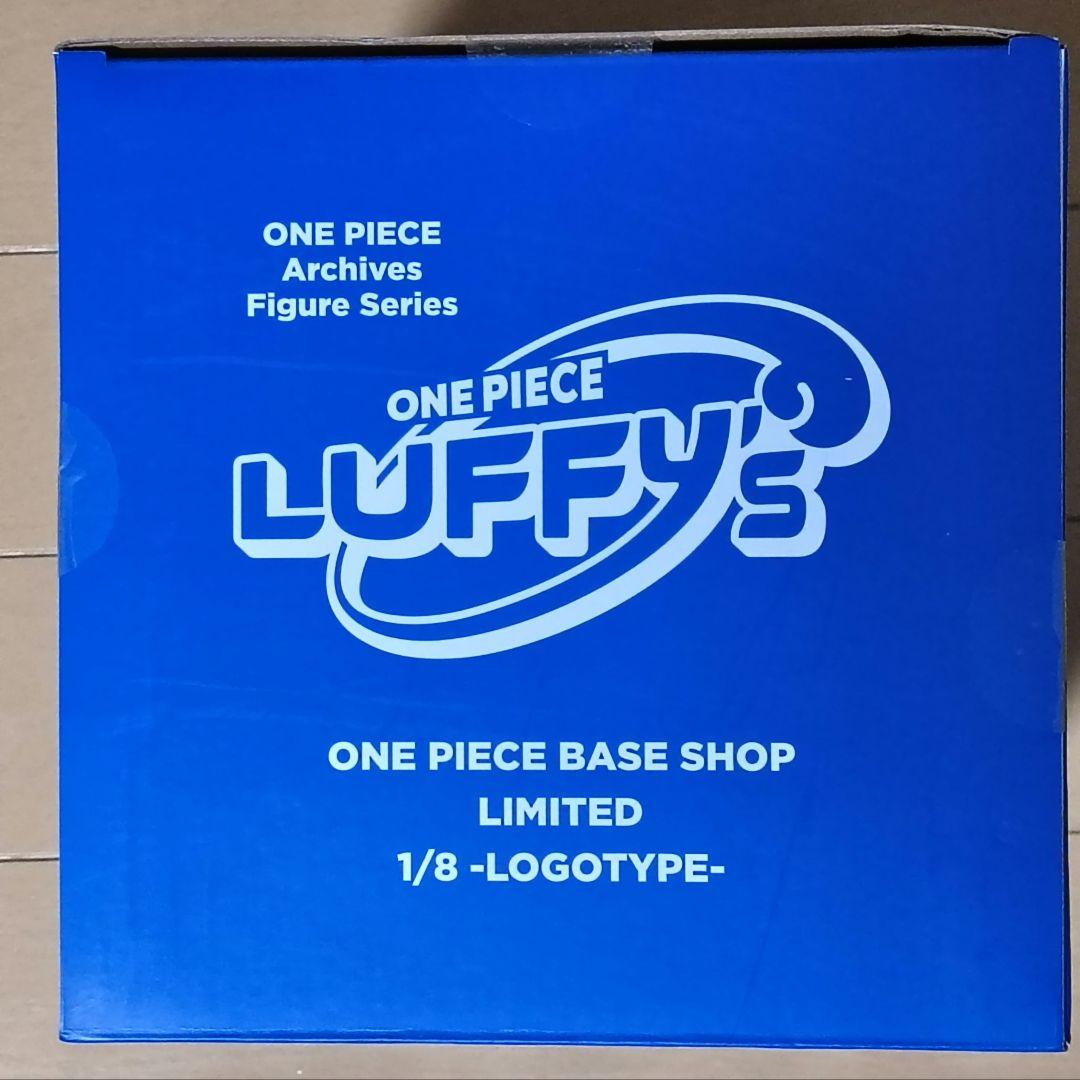 ONE PIECE
Archives
Figure Series
ONE PIECE
LUFFY's
ONE PIECE BASE SHOP
LIMITED
1/8 -LOGOTYPE-